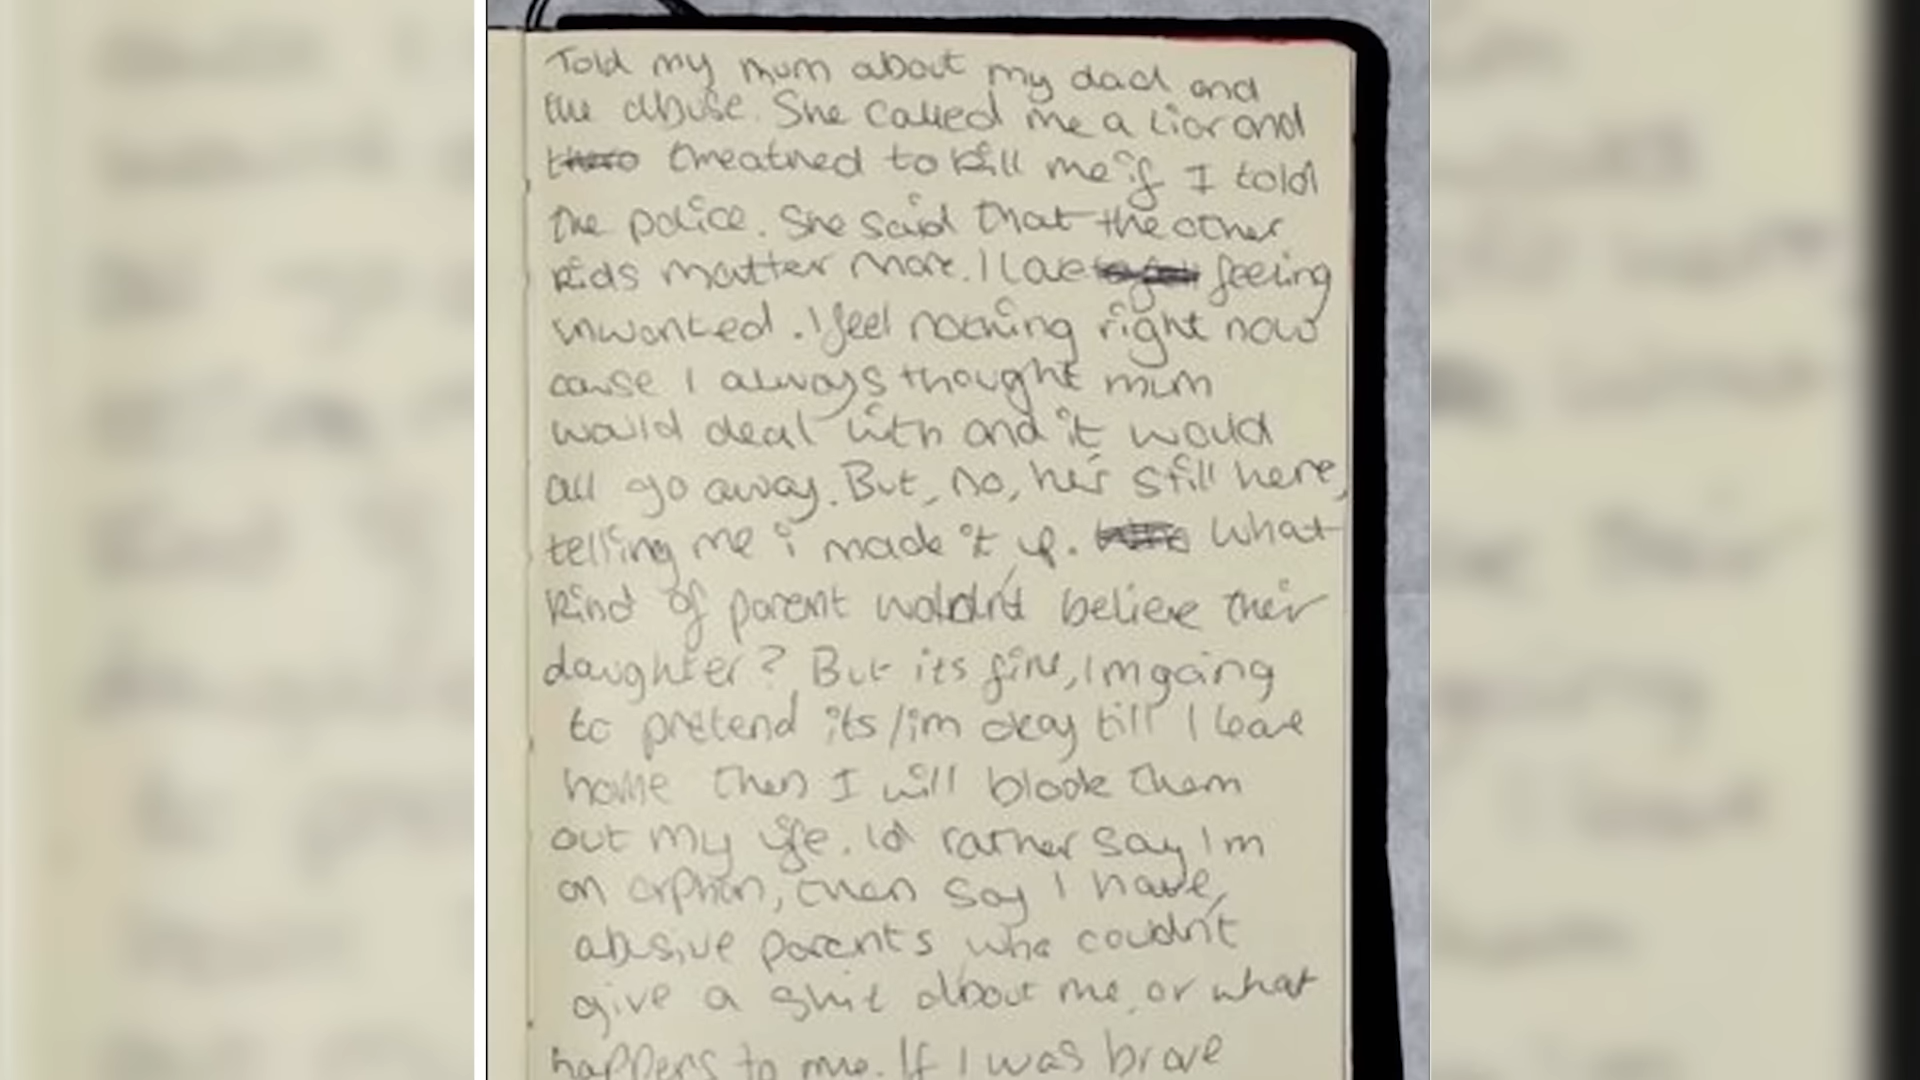 Told my mum about my dad and
the abuse. She called me a liar and
threatned to kill me if I told
the police. She said that the other
kids matter more. I love feeling
unwanted. I feel nothing right now
cause I always thought mum
would deal with and it would
all go away. But, no, he's still here,
telling me i made it up. What
kind of parent wouldn't believe their
daughter? But its fine, Im going
to pretend its/im okay till I leave
home then I will block them
out my life. Id rather say Im
an orphan, then say I have,
abusive parents who couldn't
give a shit about me, or what
happens to me. If I was brave